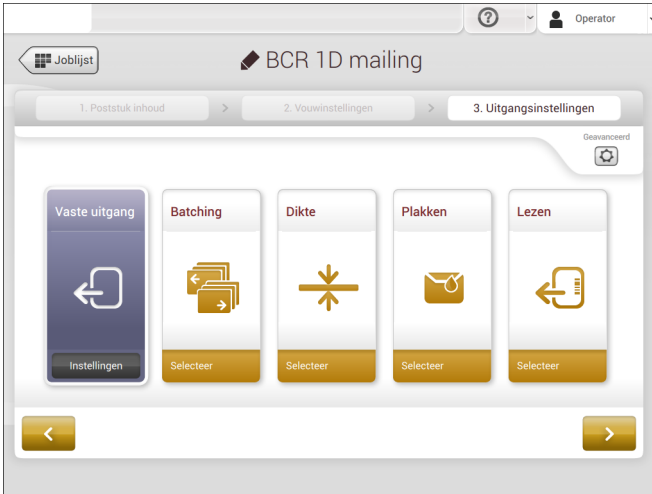 ?
Operator
Joblijst
BCR 1D mailing
1. Poststuk inhoud > 2. Vouwinstellingen > 3. Uitgangsinstellingen
Geavanceerd
Vaste uitgang
Batching
Dikte
Plakken
Lezen
Instellingen
Selecteer
Selecteer
Selecteer
Selecteer